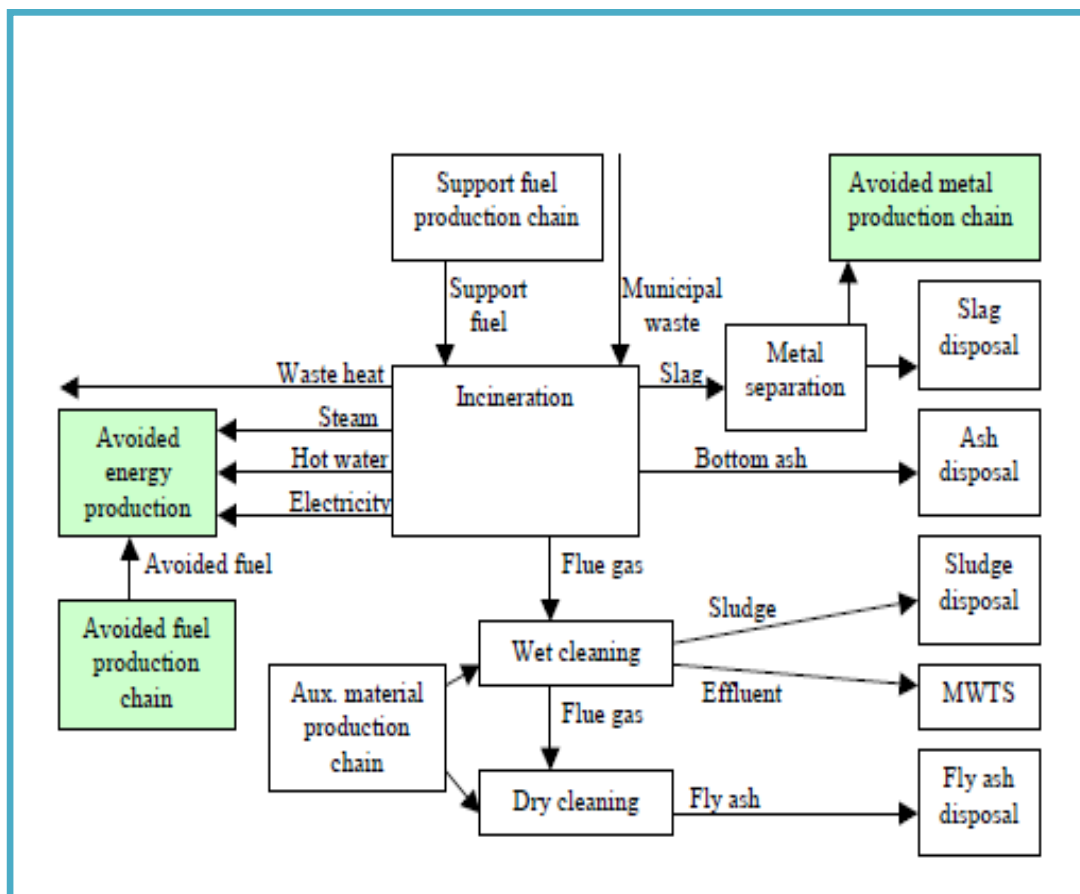 Support fuel
production chain
Avoided metal
production chain
Support
fuel
Municipal
waste
Slag
disposal
Metal
separation
Waste heat
Incineration
Slag
Steam
Avoided
energy
production
Hot water
Electricity
Bottom ash
Ash
disposal
Avoided fuel
Flue gas
Sludge
disposal
Sludge
Avoided fuel
production
chain
Wet cleaning
Aux. material
production
chain
Effluent
MWTS
Flue gas
Dry cleaning
Fly ash
Fly ash
disposal